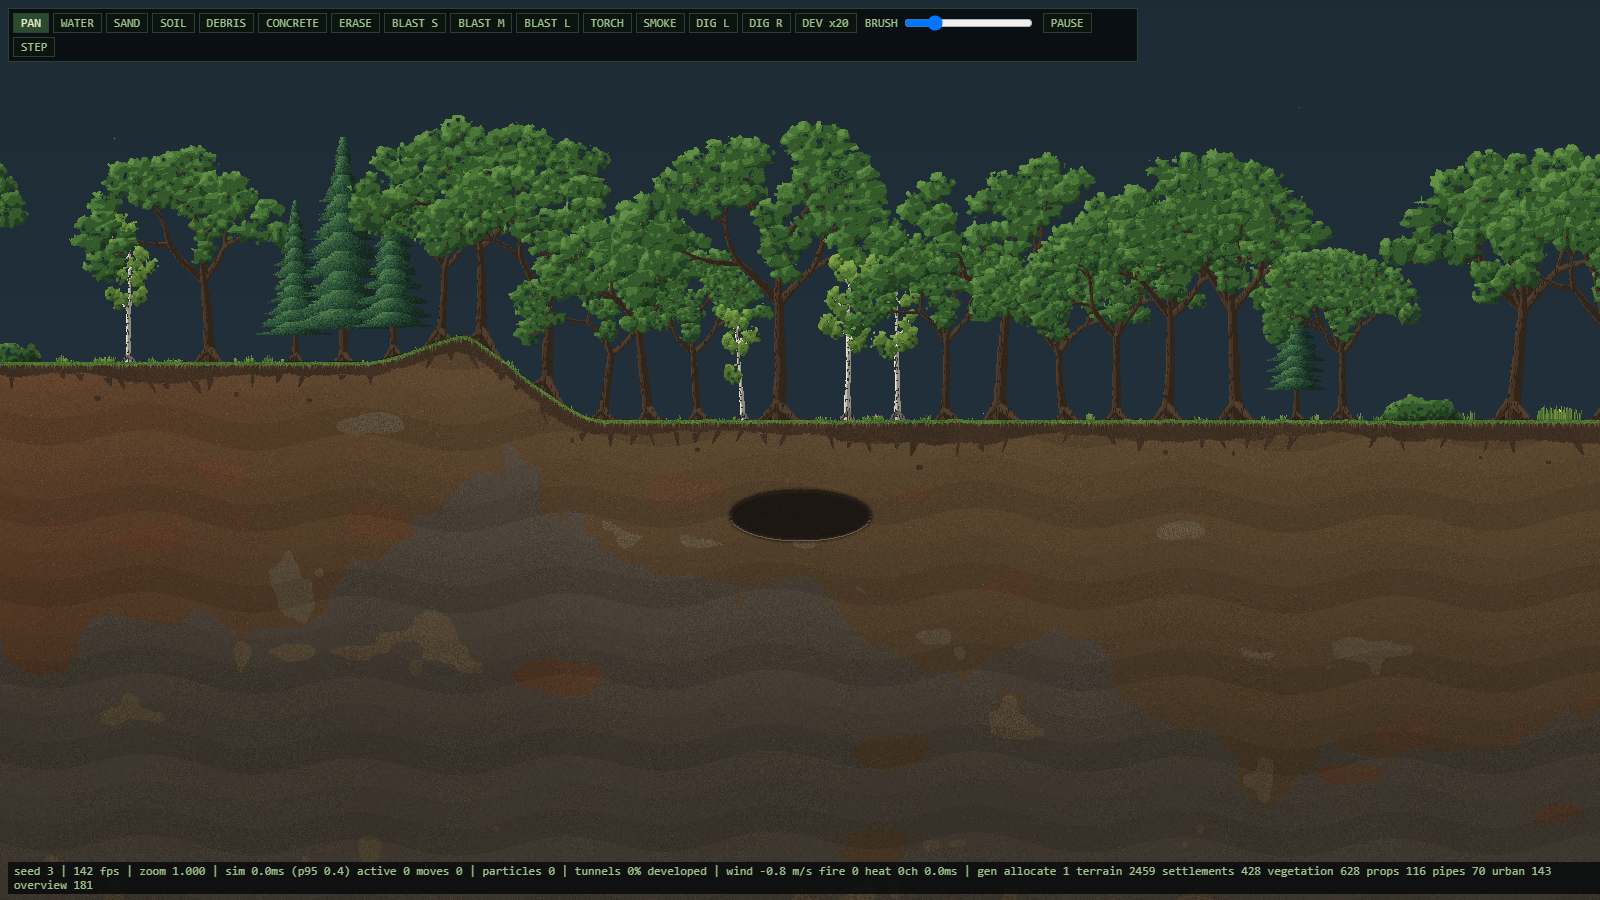 PAN WATER SAND SOIL DEBRIS CONCRETE ERASE BLAST S BLAST M BLAST L TORCH SMOKE DIG L DIG R DEV x20 BRUSH PAUSE
STEP
seed 3 | 142 fps | zoom 1.000 | sim 0.0ms (p95 0.4) active 0 moves 0 | particles 0 | tunnels 0% developed | wind -0.8 m/s fire 0 heat 0ch 0.0ms | gen allocate 1 terrain 2459 settlements 428 vegetation 628 props 116 pipes 70 urban 143
overview 181